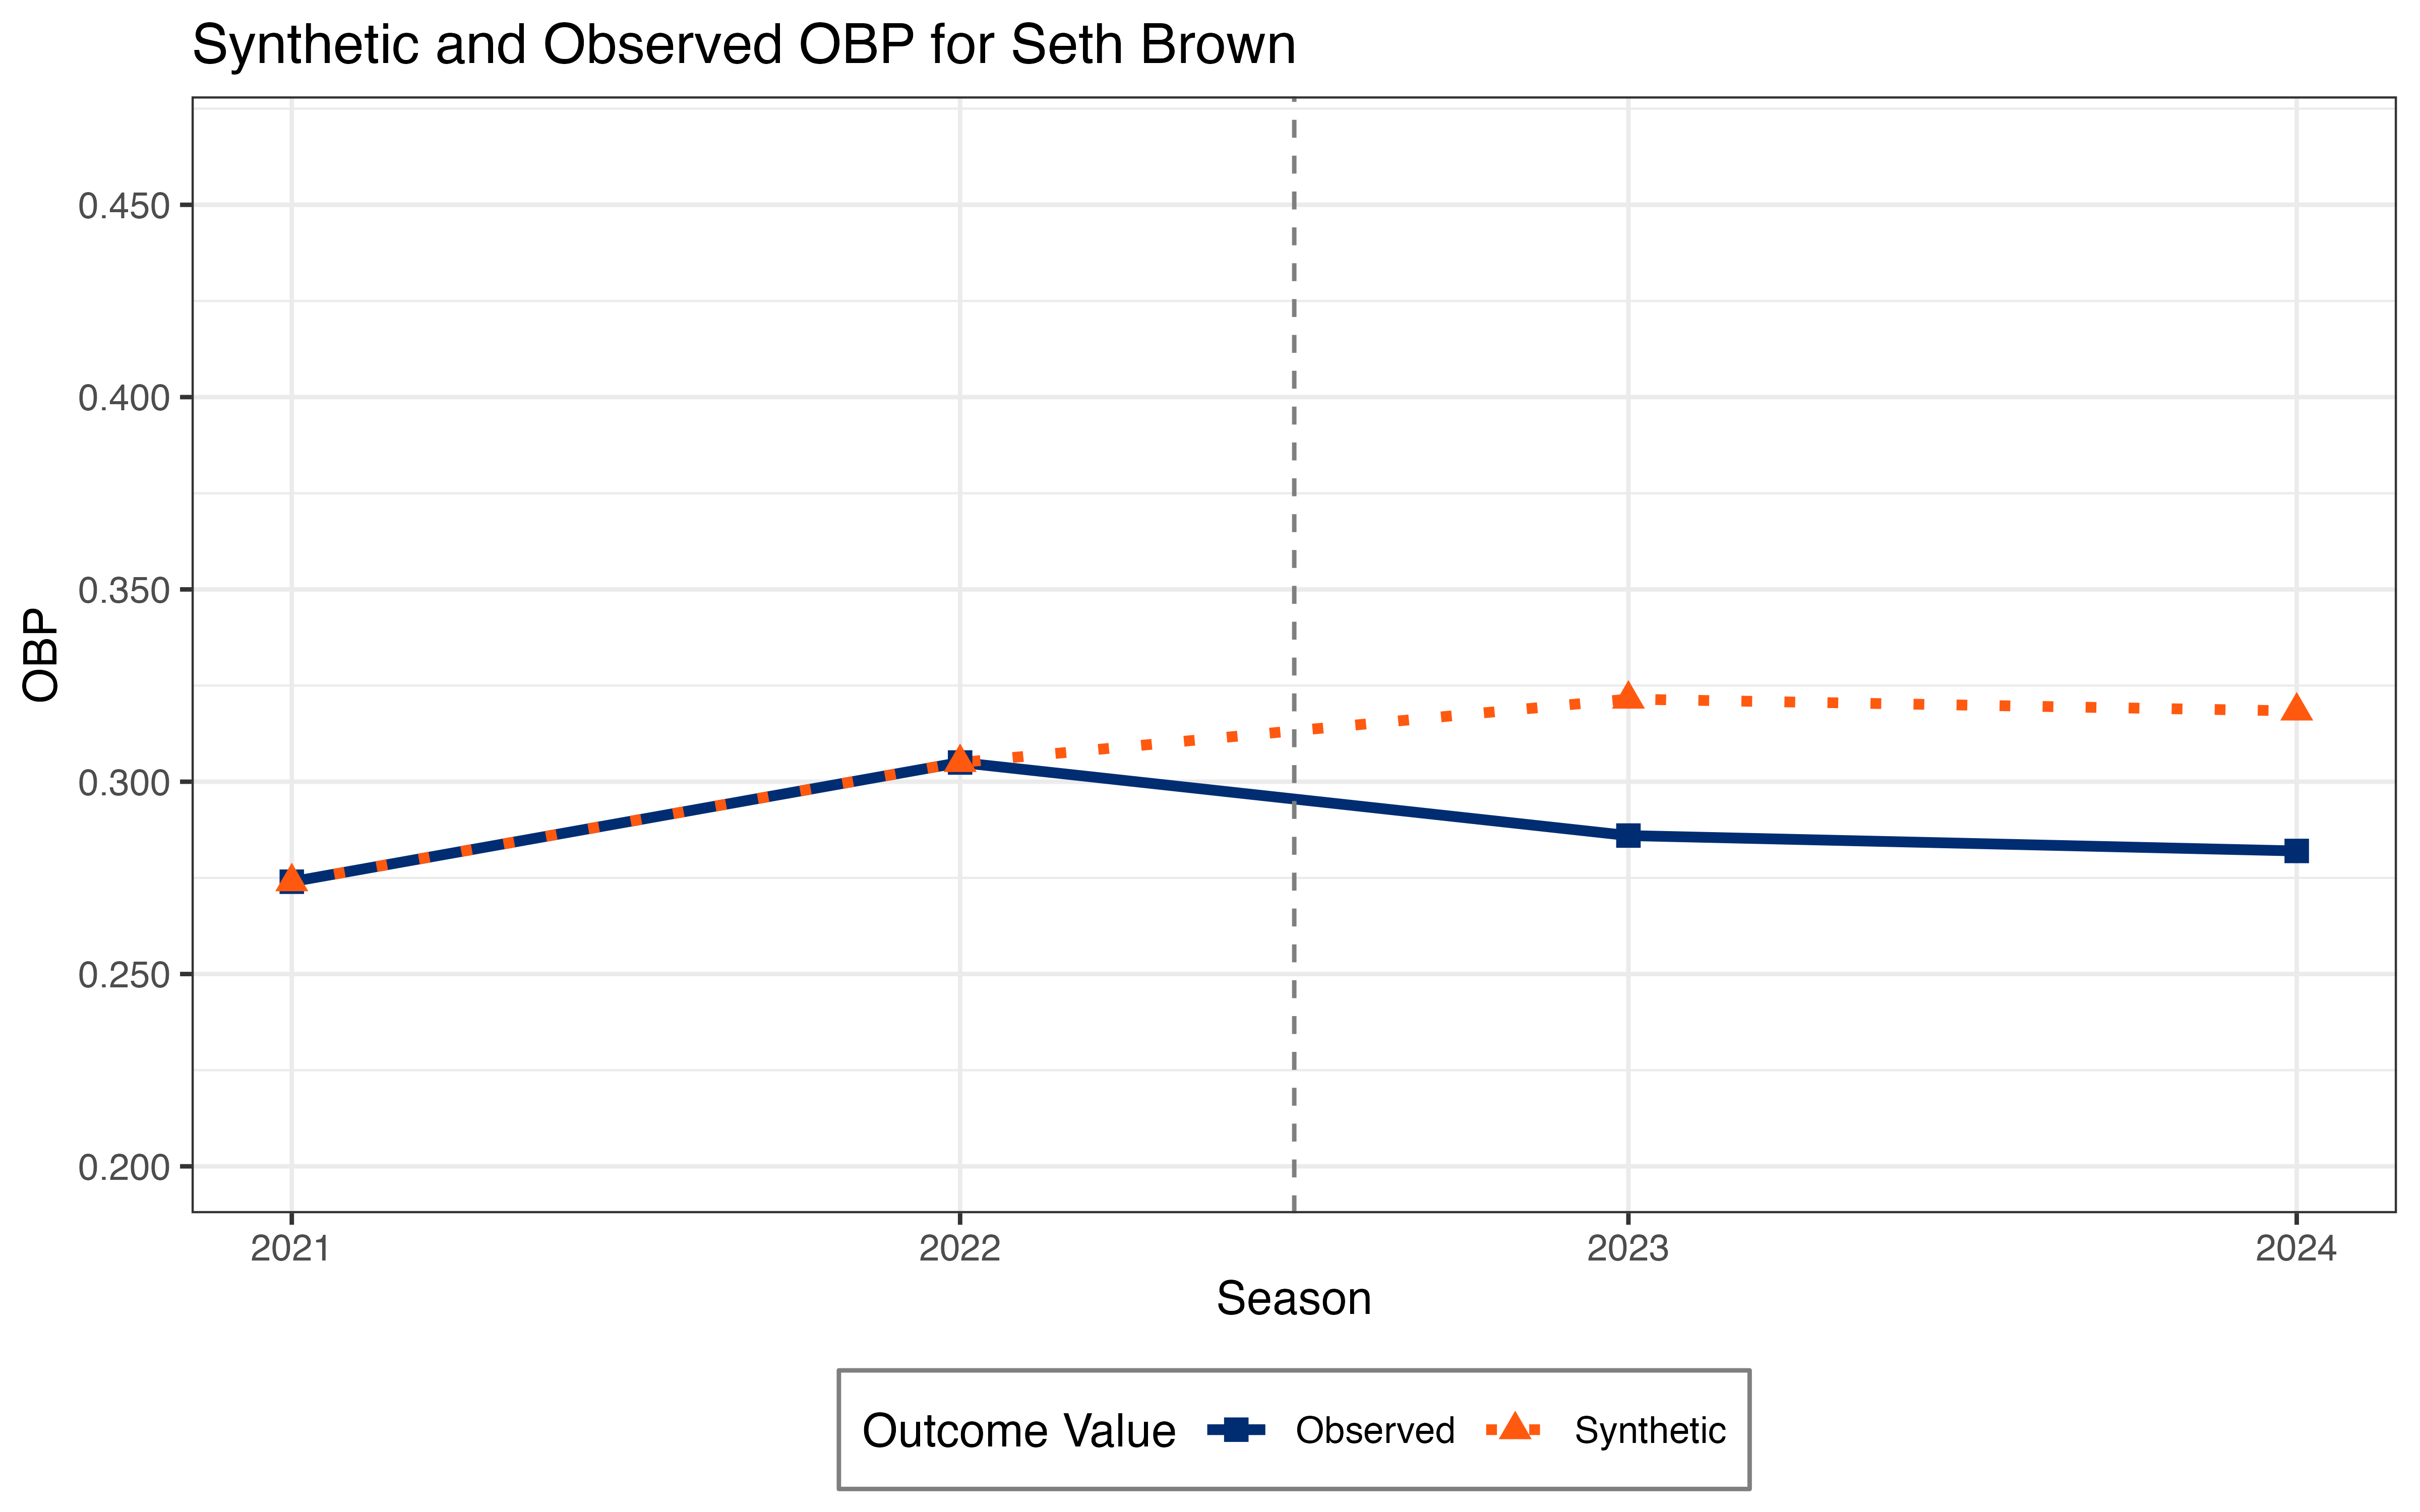 Synthetic and Observed OBP for Seth Brown
0.450
0.400
0.350
0.300
0.250
0.200
OBP
2021 2022 2023 2024
Season
Outcome Value Observed Synthetic